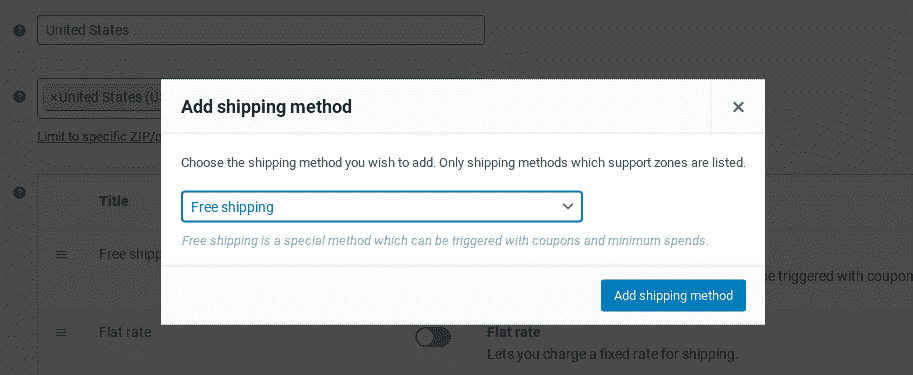 United States
×United States (US
Limit to specific ZIP/p
Add shipping method
×
Choose the shipping method you wish to add. Only shipping methods which support zones are listed.
Free shipping
Free shipping is a special method which can be triggered with coupons and minimum spends.
Add shipping method
Title
Free shipp
be triggered with coupon
Flat rate
Flat rate
Lets you charge a fixed rate for shipping.